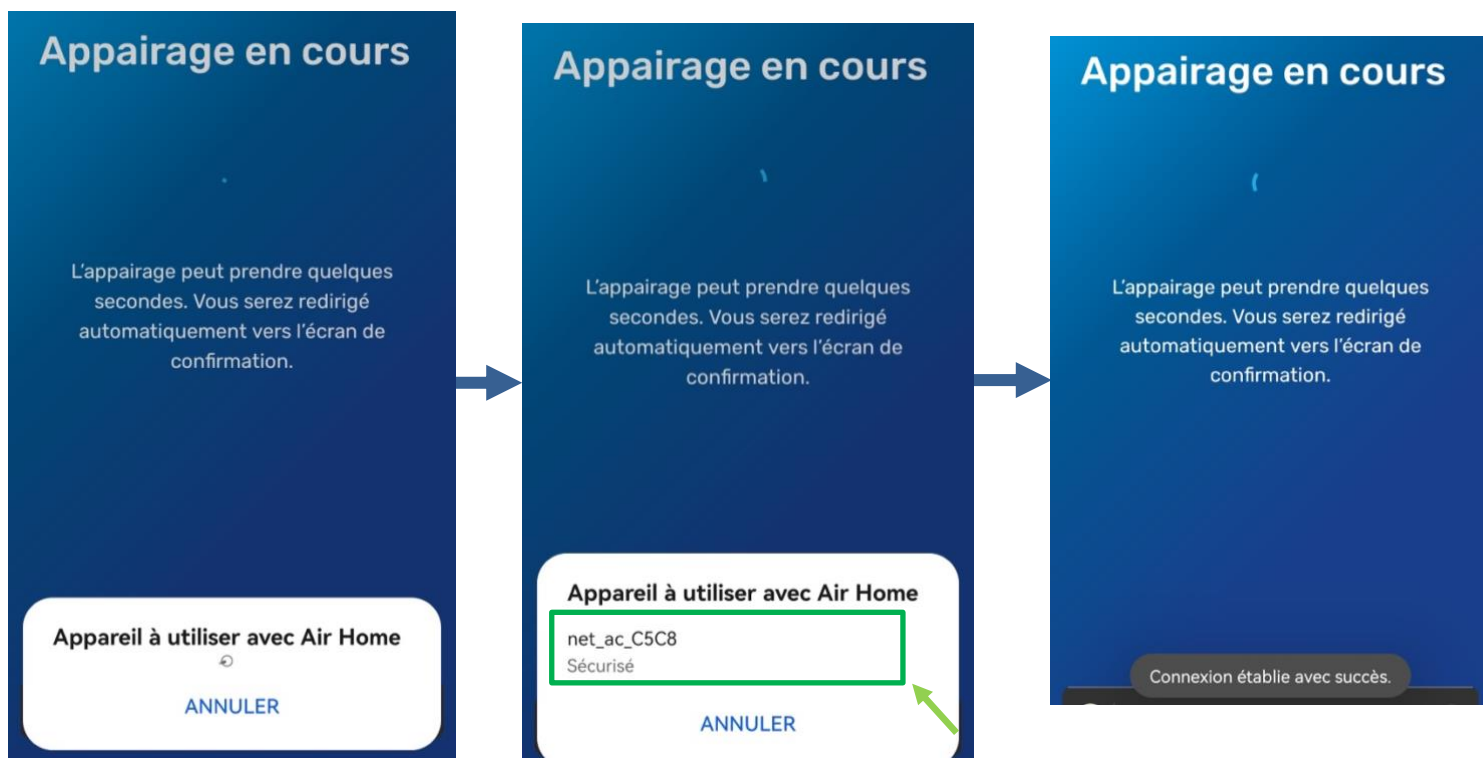 Appairage en cours
L'appairage peut prendre quelques
secondes. Vous serez redirigé
automatiquement vers l'écran de
confirmation.
Appareil à utiliser avec Air Home
ANNULER
Appairage en cours
L'appairage peut prendre quelques
secondes. Vous serez redirigé
automatiquement vers l'écran de
confirmation.
Appareil à utiliser avec Air Home
net_ac_C5C8
Sécurisé
ANNULER
Appairage en cours
L'appairage peut prendre quelques
secondes. Vous serez redirigé
automatiquement vers l'écran de
confirmation.
Connexion établie avec succès.